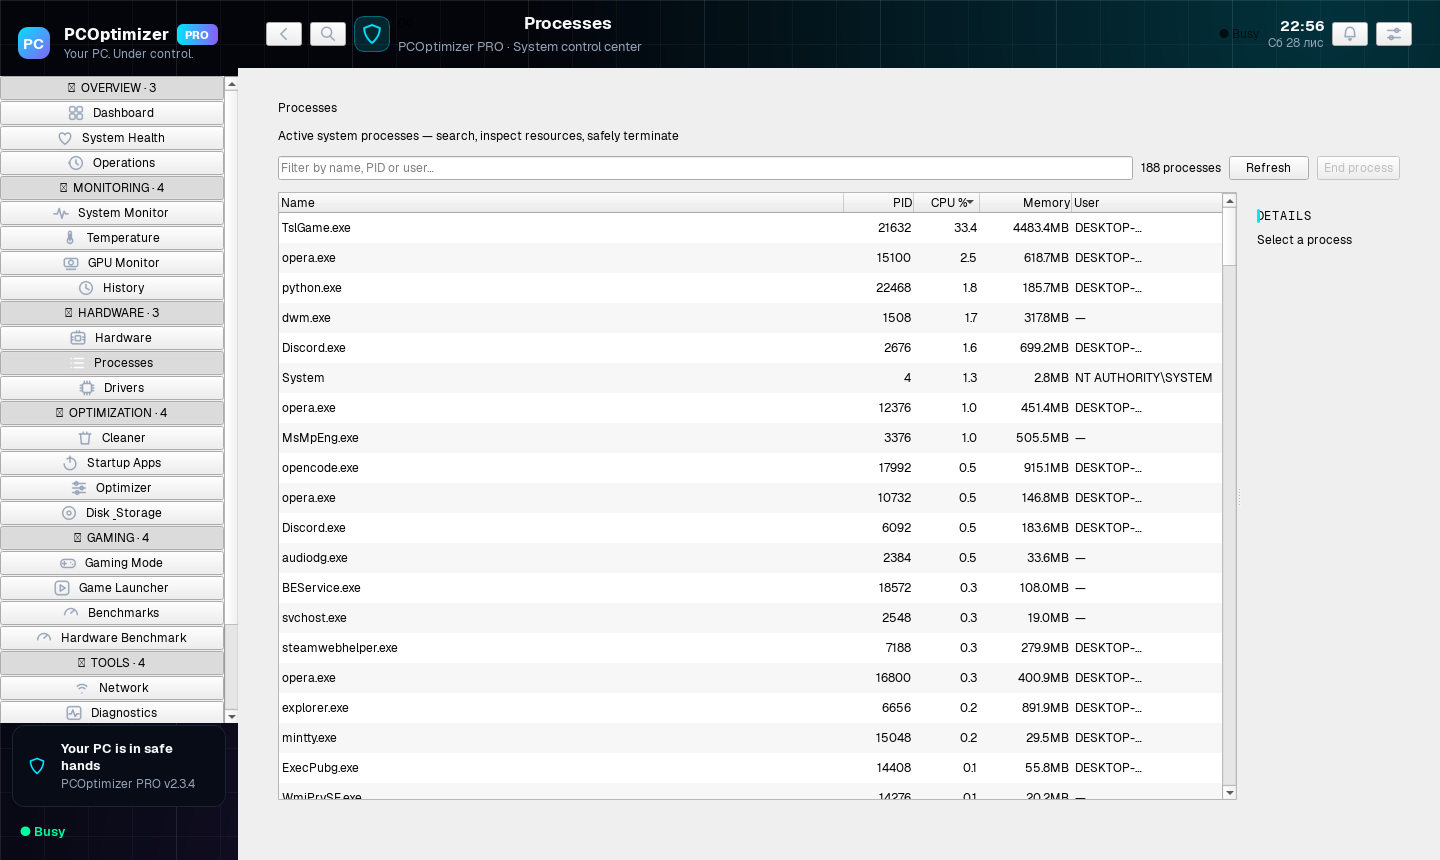 PC PCOptimizer PRO
Your PC. Under control.
OVERVIEW · 3
Dashboard
System Health
Operations
MONITORING · 4
System Monitor
Temperature
GPU Monitor
History
HARDWARE · 3
Hardware
Processes
Drivers
OPTIMIZATION · 4
Cleaner
Startup Apps
Optimizer
Disk _Storage
GAMING · 4
Gaming Mode
Game Launcher
Benchmarks
Hardware Benchmark
TOOLS · 4
Network
Diagnostics
Your PC is in safe
hands
PCOptimizer PRO v2.3.4
Busy
Processes
PCOptimizer PRO · System control center
Busy
22:56
Сб 28 лис
Processes
Active system processes — search, inspect resources, safely terminate
Filter by name, PID or user... 188 processes Refresh End process
Name PID CPU % Memory User
TslGame.exe 21632 33.4 4483.4MB DESKTOP-...
opera.exe 15100 2.5 618.7MB DESKTOP-...
python.exe 22468 1.8 185.7MB DESKTOP-...
dwm.exe 1508 1.7 317.8MB —
Discord.exe 2676 1.6 699.2MB DESKTOP-...
System 4 1.3 2.8MB NT AUTHORITY\SYSTEM
opera.exe 12376 1.0 451.4MB DESKTOP-...
MsMpEng.exe 3376 1.0 505.5MB —
opencode.exe 17992 0.5 915.1MB DESKTOP-...
opera.exe 10732 0.5 146.8MB DESKTOP-...
Discord.exe 6092 0.5 183.6MB DESKTOP-...
audiodg.exe 2384 0.5 33.6MB —
BEService.exe 18572 0.3 108.0MB —
svchost.exe 2548 0.3 19.0MB —
steamwebhelper.exe 7188 0.3 279.9MB DESKTOP-...
opera.exe 16800 0.3 400.9MB DESKTOP-...
explorer.exe 6656 0.2 891.9MB DESKTOP-...
mintty.exe 15048 0.2 29.5MB DESKTOP-...
ExecPubg.exe 14408 0.1 55.8MB DESKTOP-...
WmiPrvSE.exe 14276 0.1 20.2MB —
DETAILS
Select a process